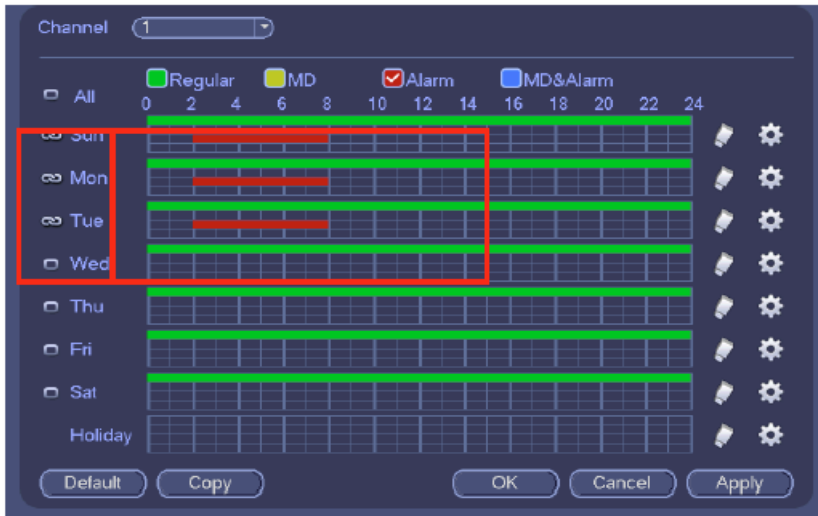 Channel 1
Regular MD Alarm MD&Alarm
All 0 2 4 6 8 10 12 14 16 18 20 22 24
Sun
Mon
Tue
Wed
Thu
Fri
Sat
Holiday
Default Copy OK Cancel Apply